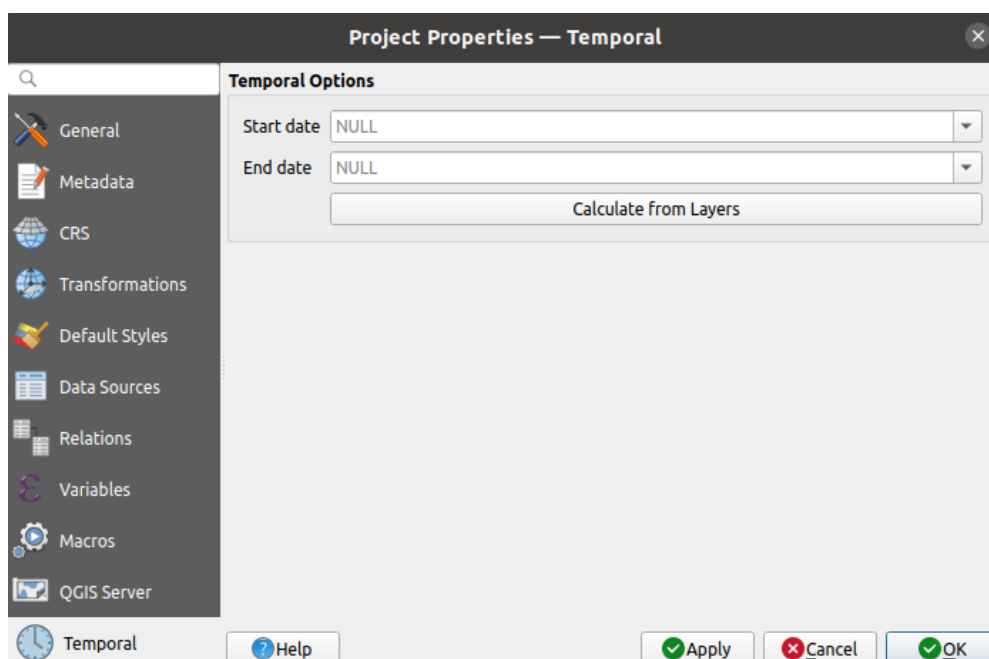 Project Properties — Temporal
General
Metadata
CRS
Transformations
Default Styles
Data Sources
Relations
Variables
Macros
QGIS Server
Temporal
Temporal Options
Start date NULL
End date NULL
Calculate from Layers
Help
Apply
Cancel
OK